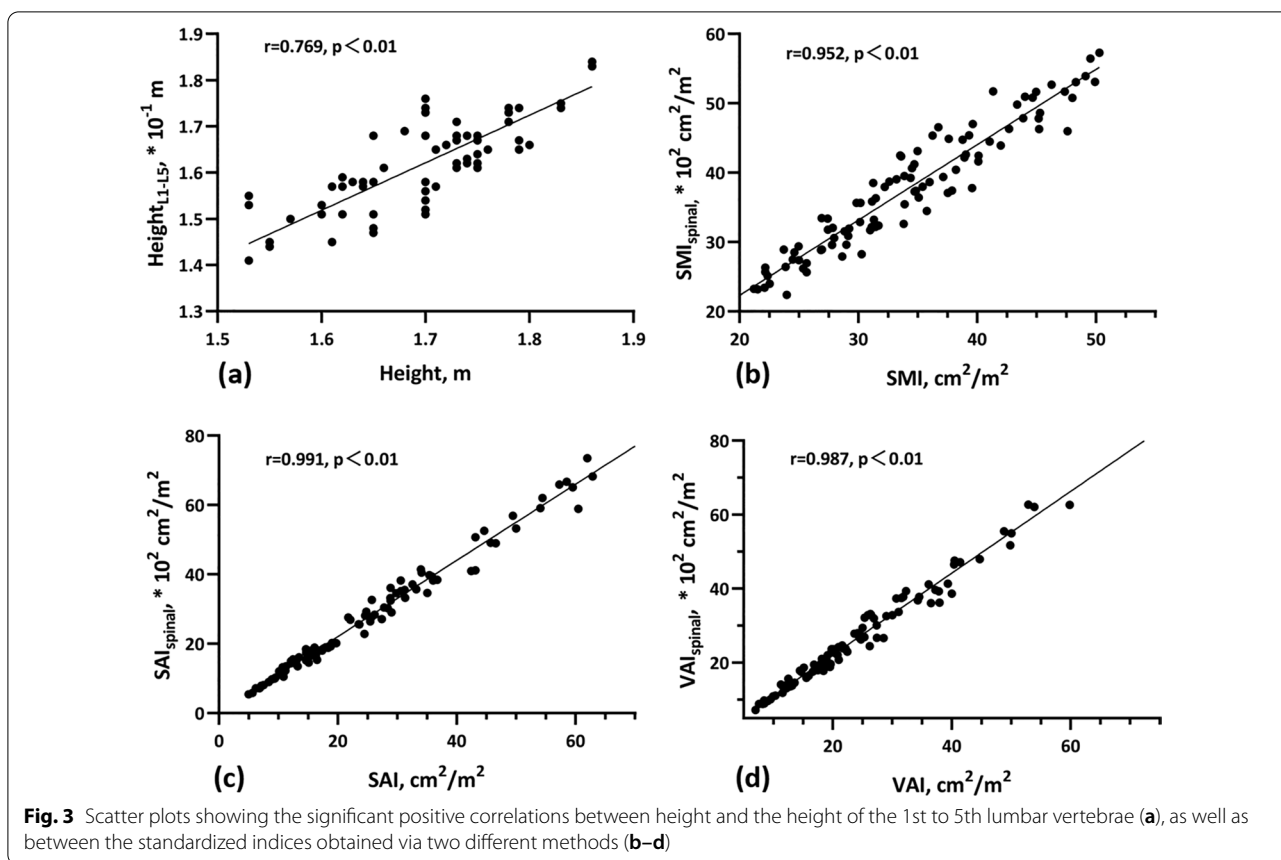 r=0.769, p<0.01
Height_L1-L5, * 10^-1 m
1.9
1.8
1.7
1.6
1.5
1.4
1.3
1.5 1.6 1.7 1.8 1.9
(a) Height, m
r=0.952, p<0.01
SMI_spinal, * 10^2 cm^2/m^2
60
50
40
30
20
20 30 40 50
(b) SMI, cm^2/m^2
r=0.991, p<0.01
SAI_spinal, * 10^2 cm^2/m^2
80
60
40
20
0
0 20 40 60
(c) SAI, cm^2/m^2
r=0.987, p<0.01
VAI_spinal, * 10^2 cm^2/m^2
80
60
40
20
20 40 60
(d) VAI, cm^2/m^2
Fig. 3 Scatter plots showing the significant positive correlations between height and the height of the 1st to 5th lumbar vertebrae (a), as well as
between the standardized indices obtained via two different methods (b–d)